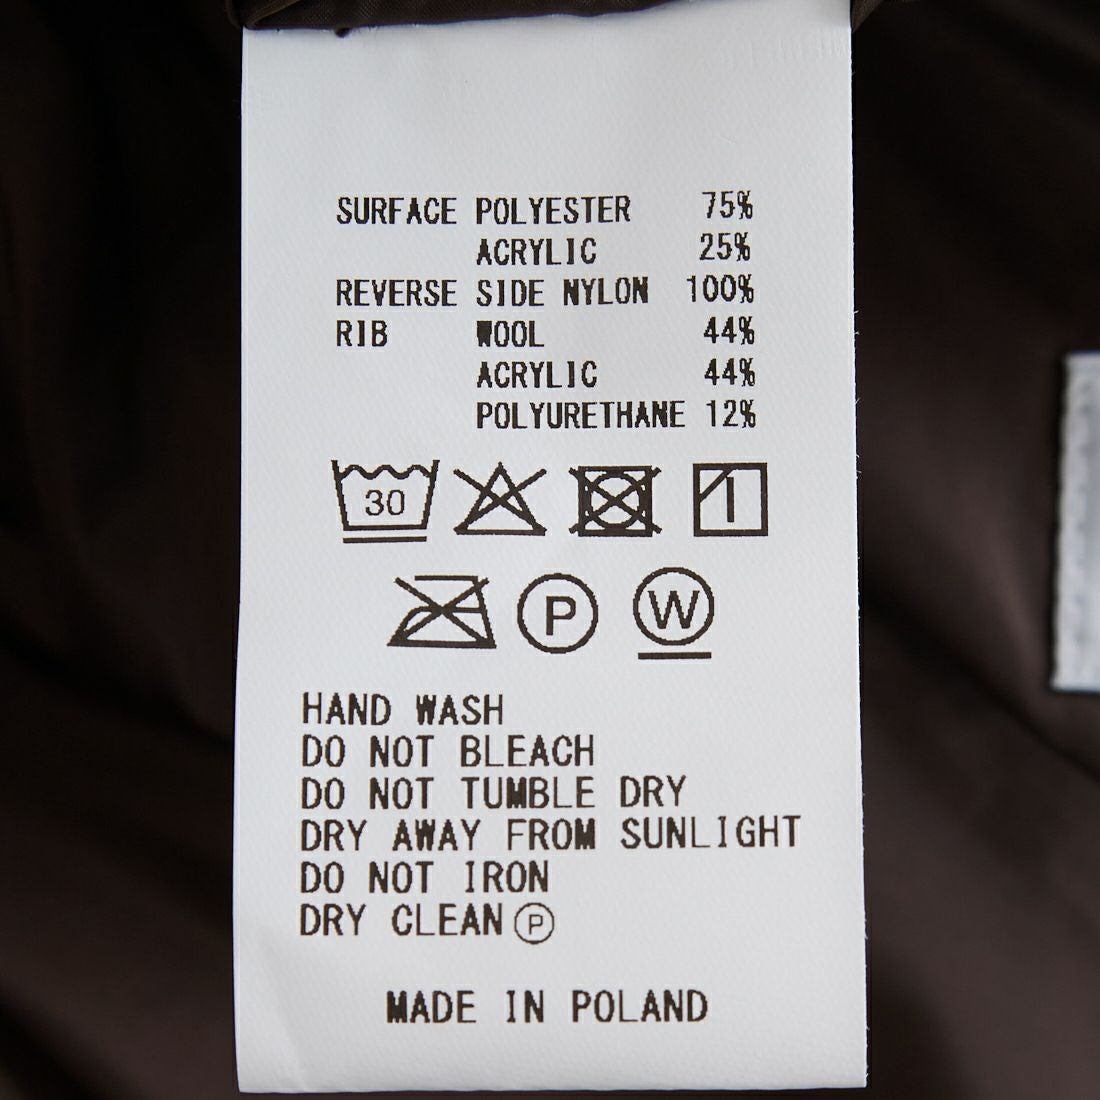 SURFACE POLYESTER 75%
ACRYLIC 25%
REVERSE SIDE NYLON 100%
RIB WOOL 44%
ACRYLIC 44%
POLYURETHANE 12%
30
P W
HAND WASH
DO NOT BLEACH
DO NOT TUMBLE DRY
DRY AWAY FROM SUNLIGHT
DO NOT IRON
DRY CLEAN Ⓟ
MADE IN POLAND